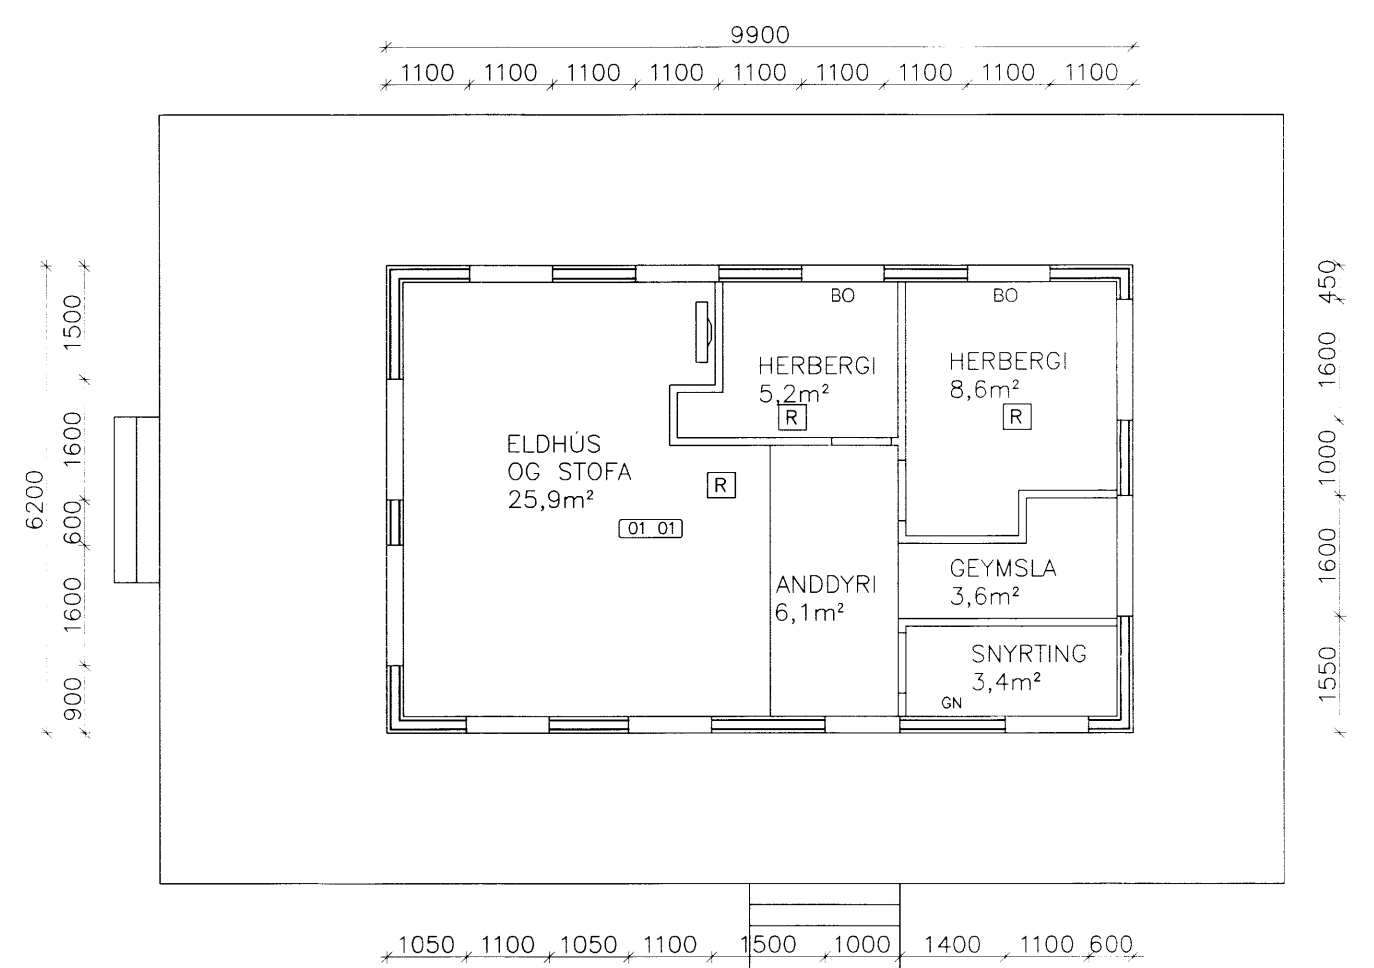 9900
1100 1100 1100 1100 1100 1100 1100 1100 1100
6200
1500
1600
600
1600
900
450
1600
1000
1600
1550
BO
BO
HERBERGI
5,2m²
R
HERBERGI
8,6m²
R
ELDHÚS
OG STOFA
25,9m²
R
01 01
ANDDYRI
6,1m²
GEYMSLA
3,6m²
SNYRTING
3,4m²
GN
1050 1100 1050 1100 1500 1000 1400 1100 600